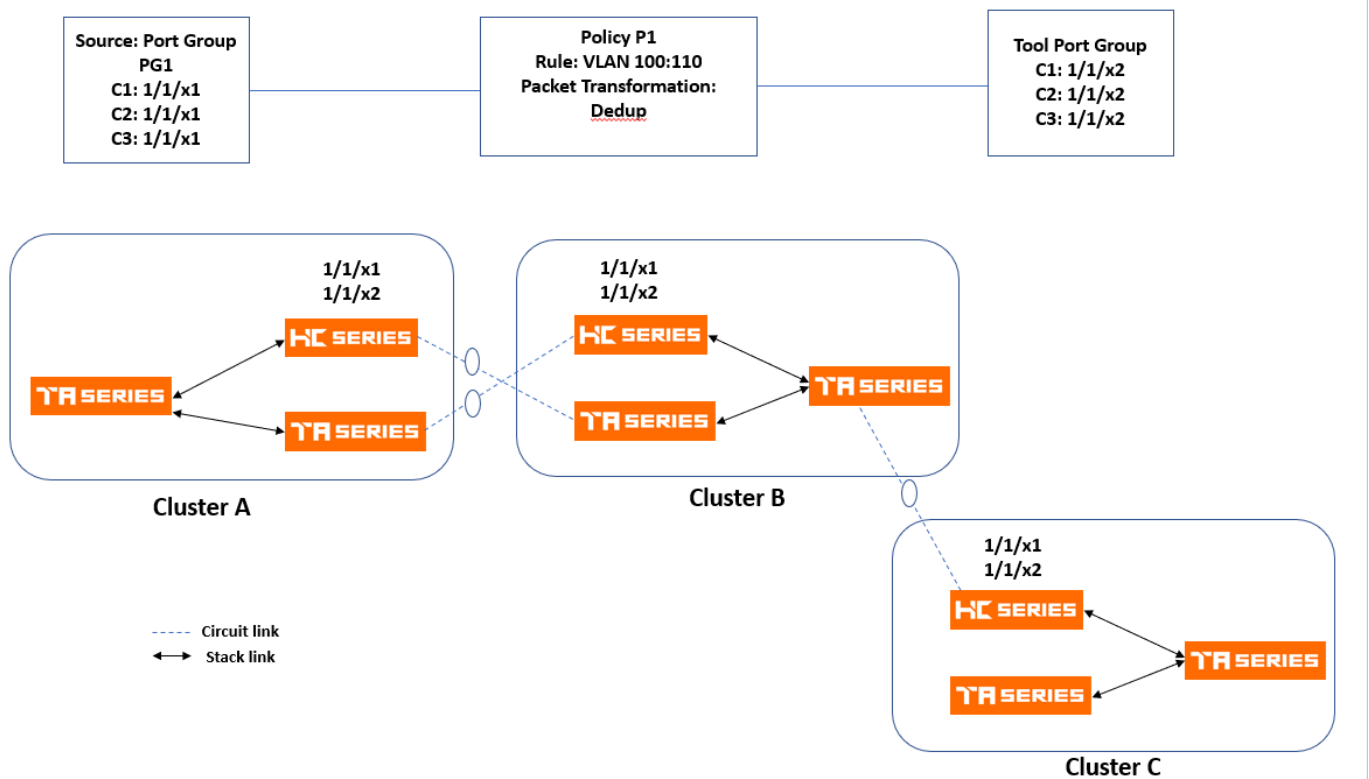 Source: Port Group
PG1
C1: 1/1/x1
C2: 1/1/x1
C3: 1/1/x1
Policy P1
Rule: VLAN 100:110
Packet Transformation:
Dedup
Tool Port Group
C1: 1/1/x2
C2: 1/1/x2
C3: 1/1/x2
1/1/x1
1/1/x2
HC SERIES
TA SERIES
TA SERIES
Cluster A
1/1/x1
1/1/x2
HC SERIES
TA SERIES
TA SERIES
Cluster B
1/1/x1
1/1/x2
HC SERIES
TA SERIES
TA SERIES
Cluster C
Circuit link
Stack link